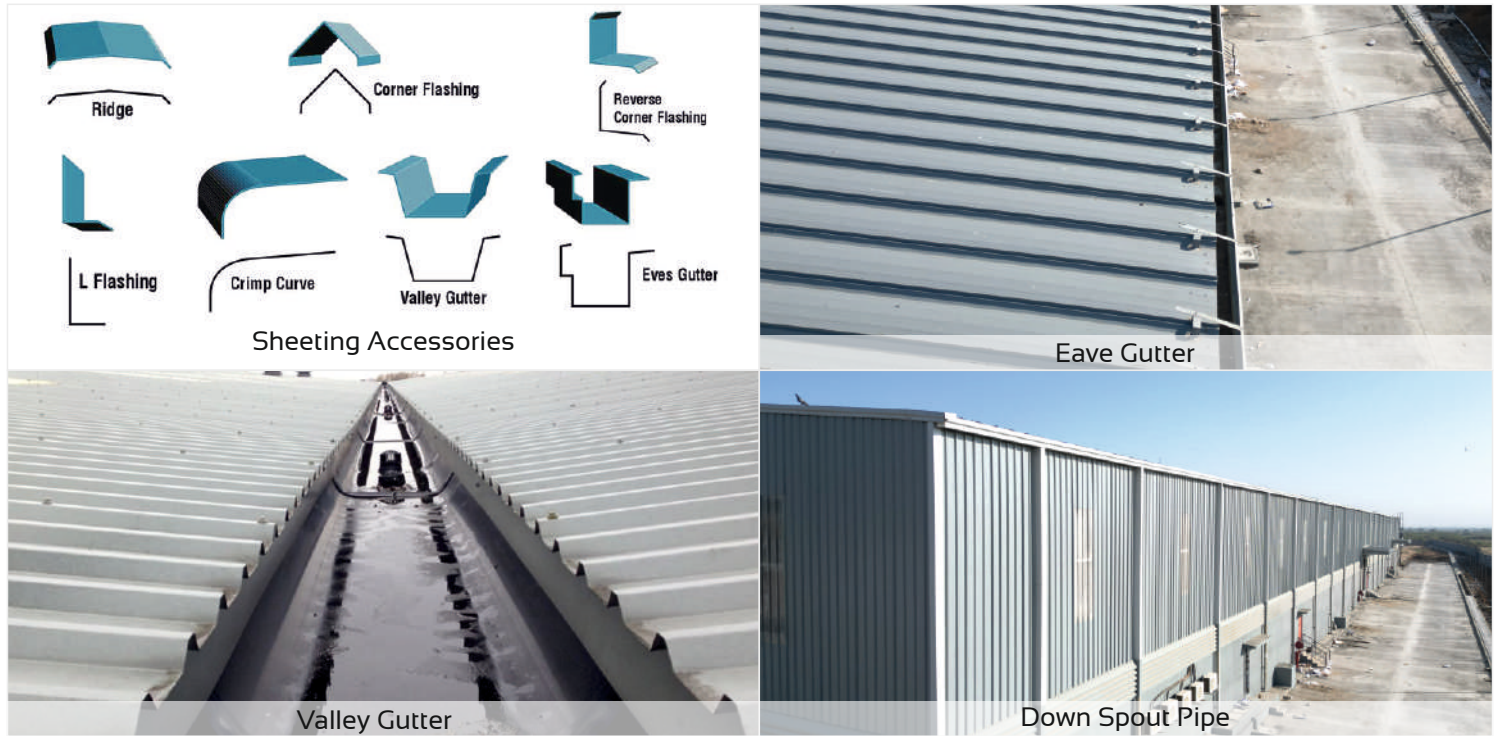 Ridge
Corner Flashing
Reverse
Corner Flashing
L Flashing
Crimp Curve
Valley Gutter
Eves Gutter
Sheeting Accessories
Eave Gutter
Valley Gutter
Down Spout Pipe